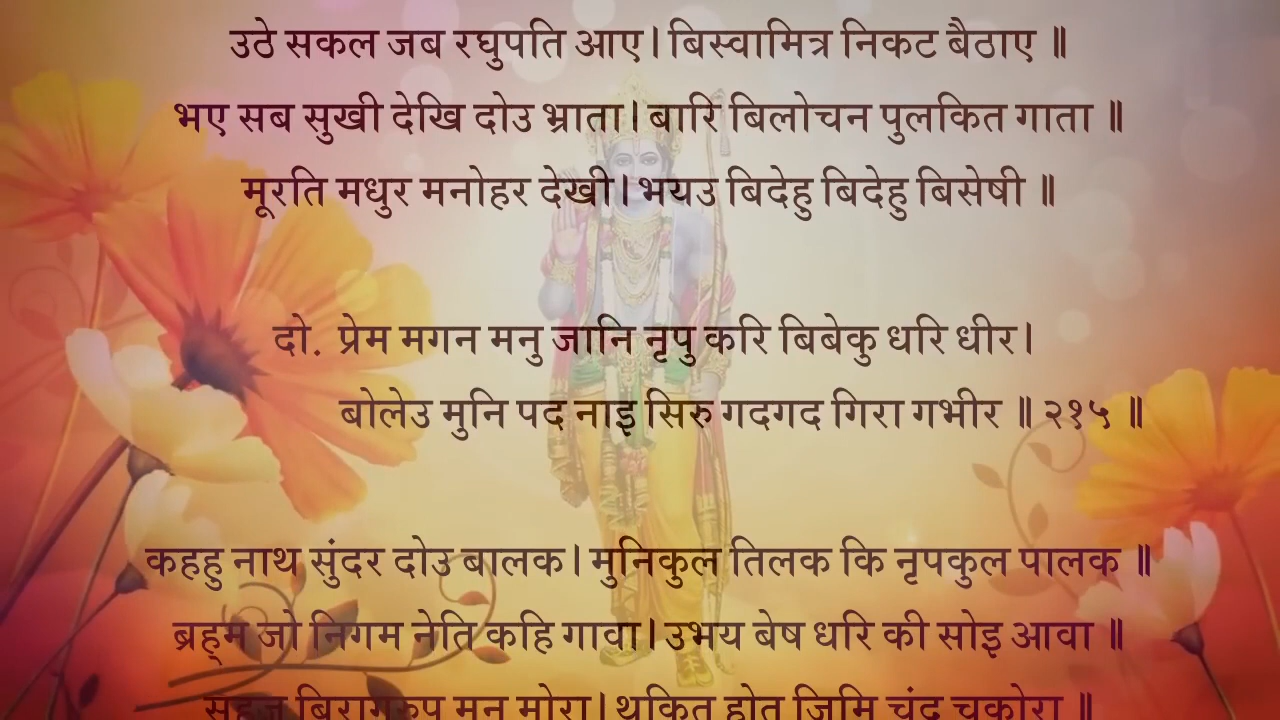 उठे सकल जब रघुपति आए। बिस्वामित्र निकट बैठाए ॥
भए सब सुखी देखि दोउ भ्राता। बारि बिलोचन पुलकित गाता ॥
मूरति मधुर मनोहर देखी। भयउ बिदेहु बिदेहु बिसेषी ॥
दो. प्रेम मगन मनु जानि नृपु करि बिबेकु धरि धीर।
बोलेउ मुनि पद नाइ सिरु गदगद गिरा गभीर ॥ २१५ ॥
कहहु नाथ सुंदर दोउ बालक। मुनिकुल तिलक कि नृपकुल पालक ॥
ब्रह्म जो निगम नेति कहि गावा। उभय बेष धरि की सोइ आवा ॥
सहज बिरागरुप मनु मोरा। थकित होत जिमि चंद चकोरा ॥